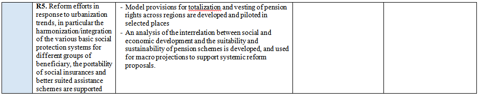 R5. Reform efforts in
response to urbanization
trends, in particular the
harmonization/integration
of the various basic social
protection systems for
different groups of
beneficiary, the portability
of social insurances and
better suited assistance
schemes are supported
- Model provisions for totalization and vesting of pension
rights across regions are developed and piloted in
selected places
- An analysis of the interrelation between social and
economic development and the suitability and
sustainability of pension schemes is developed, and used
for macro projections to support systemic reform
proposals.